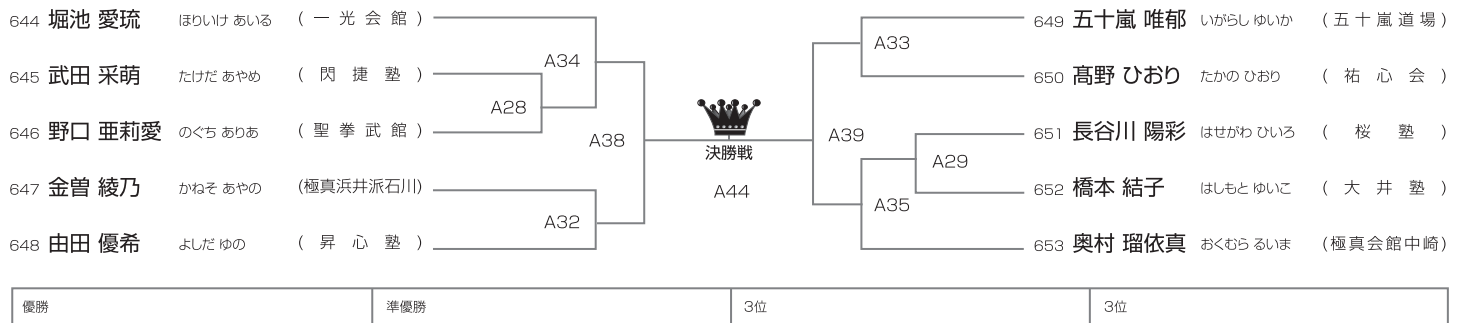 644 堀池 愛琉 ほりいけ あいる (一光会館)
645 武田 采萌 たけだ あやめ (閃捷塾)
646 野口 亜莉愛 のぐち ありあ (聖拳武館)
647 金曽 綾乃 かねそ あやの (極真浜井派石川)
648 由田 優希 よしだ ゆの (昇心塾)
A34
A28
A38
A32
決勝戦
A44
A33
A39
A29
A35
649 五十嵐 唯郁 いがらし ゆいか (五十嵐道場)
650 髙野 ひおり たかの ひおり (祐心会)
651 長谷川 陽彩 はせがわ ひいろ (桜塾)
652 橋本 結子 はしもと ゆいこ (大井塾)
653 奥村 瑠依真 おくむら るいま (極真会館中崎)
優勝 準優勝 3位 3位